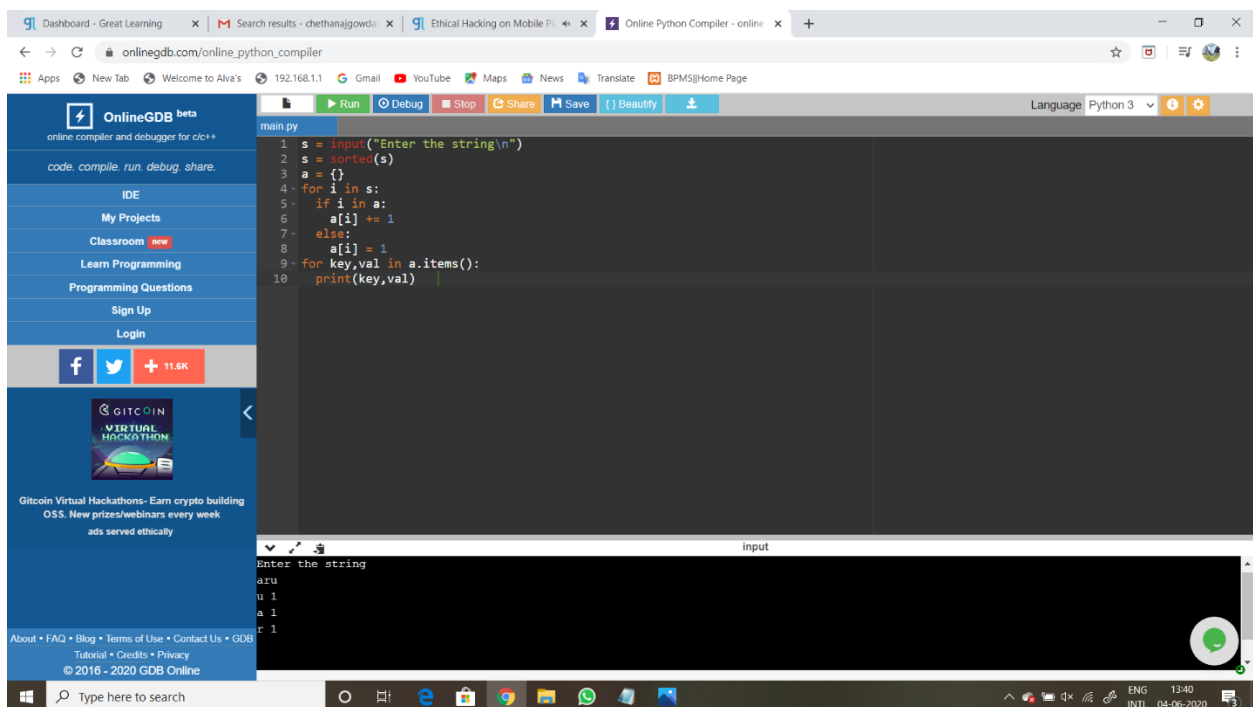 Dashboard - Great Learning
Search results - chethanajgowda
Ethical Hacking on Mobile Pl
Online Python Compiler - online
onlinegdb.com/online_python_compiler
Apps New Tab Welcome to Alva's 192.168.1.1 Gmail YouTube Maps News Translate BPMS||Home Page
OnlineGDB beta
online compiler and debugger for c/c++
code. compile. run. debug. share.
IDE
My Projects
Classroom new
Learn Programming
Programming Questions
Sign Up
Login
f + 11.6K
GITCOIN
VIRTUAL
HACKATHON
Gitcoin Virtual Hackathons- Earn crypto building
OSS. New prizes/webinars every week
ads served ethically
About • FAQ • Blog • Terms of Use • Contact Us • GDB
Tutorial • Credits • Privacy
© 2016 - 2020 GDB Online
Run Debug Stop Share Save { } Beautify
Language Python 3
main.py
1 s = input("Enter the string\n")
2 s = sorted(s)
3 a = {}
4 for i in s:
5 if i in a:
6 a[i] += 1
7 else:
8 a[i] = 1
9 for key,val in a.items():
10 print(key,val)
input
Enter the string
aru
u 1
a 1
r 1
Type here to search
ENG
INTL
13:40
04-06-2020
3